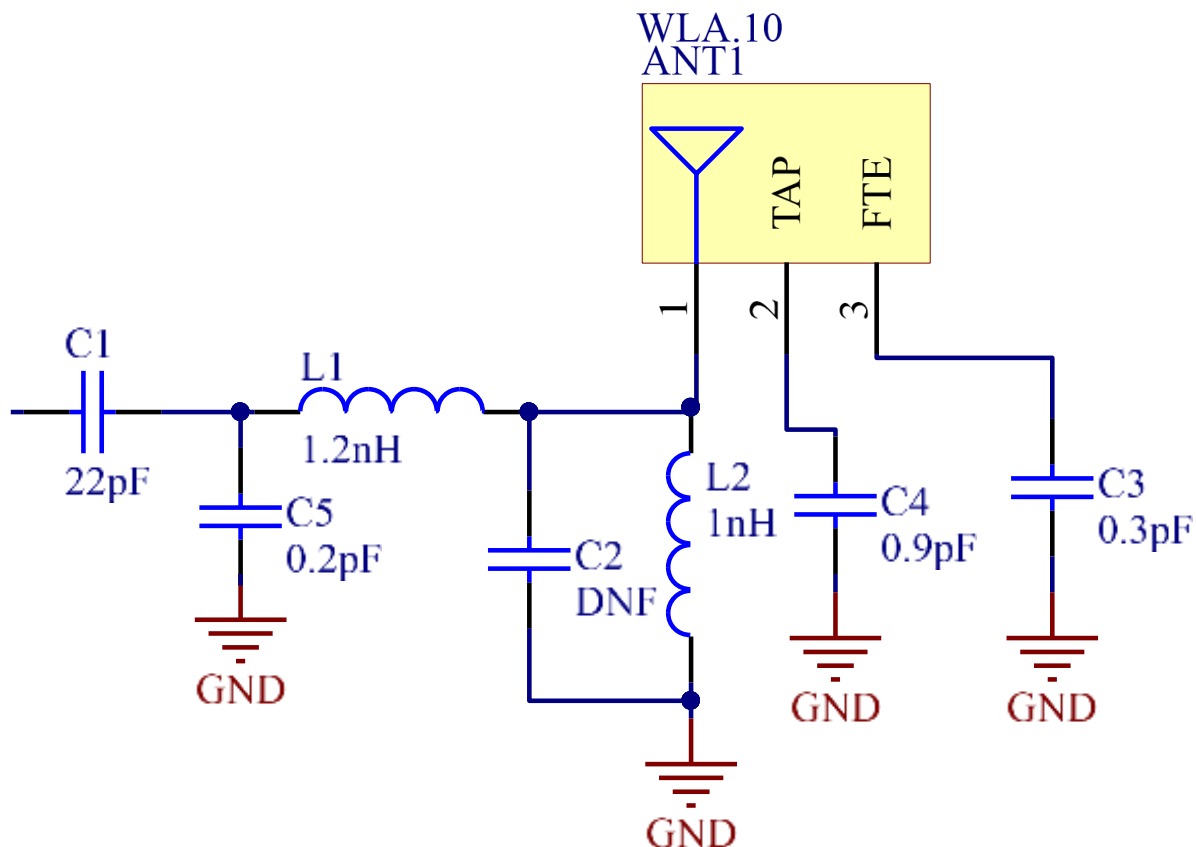 WLA.10
ANT1
TAP
FTE
1
2
3
C1
22pF
L1
1.2nH
C5
0.2pF
GND
C2
DNF
L2
1nH
GND
C4
0.9pF
GND
C3
0.3pF
GND